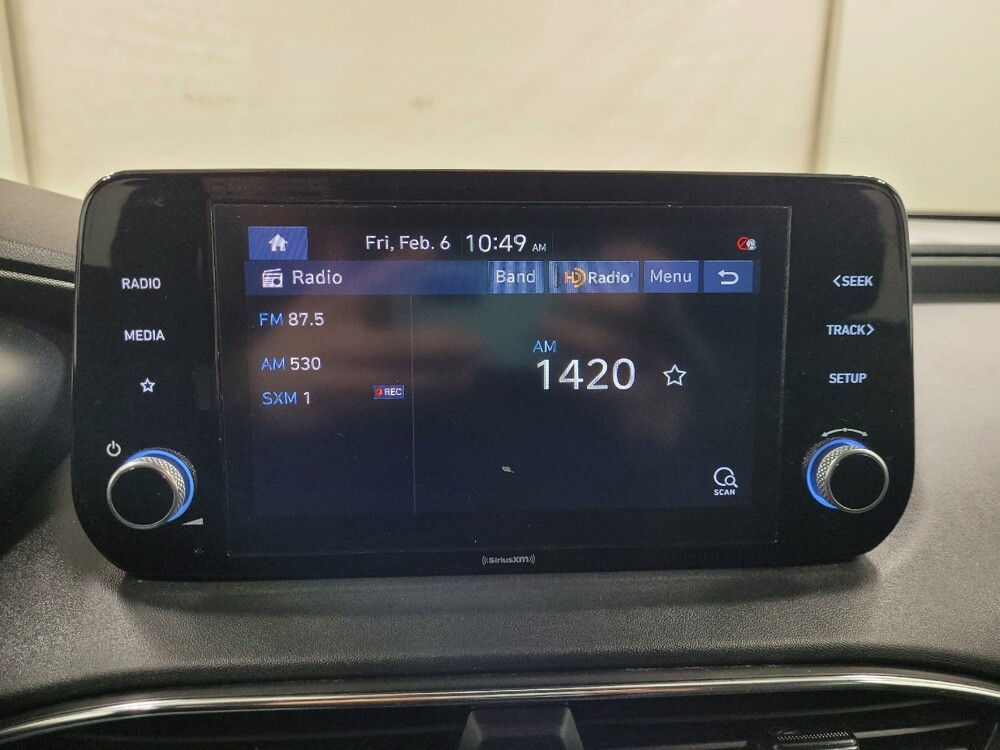 Fri, Feb. 6 10:49 AM
Radio Band HD Radio Menu
RADIO
MEDIA
FM 87.5
AM 530
SXM 1 REC
AM
1420
SCAN
<SEEK
TRACK>
SETUP
((SiriusXM))